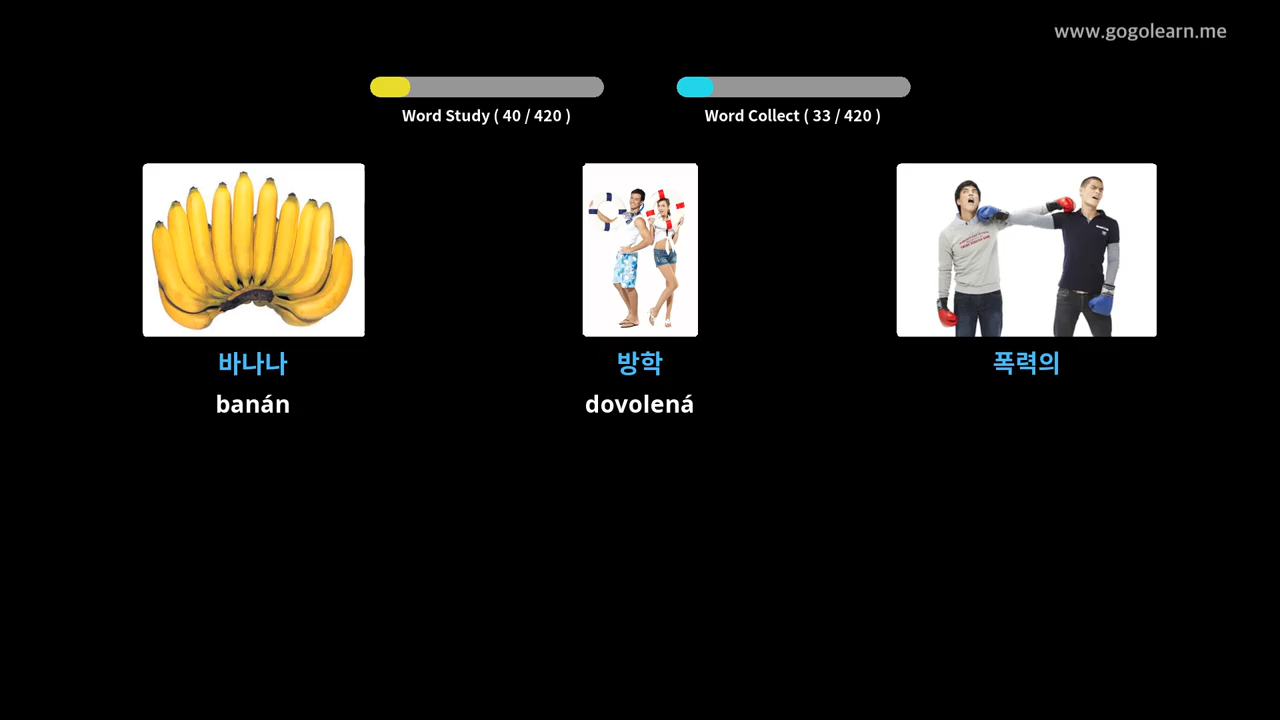 www.gogolearn.me
Word Study ( 40 / 420 )
Word Collect ( 33 / 420 )
바나나
방학
폭력의
banán
dovolená